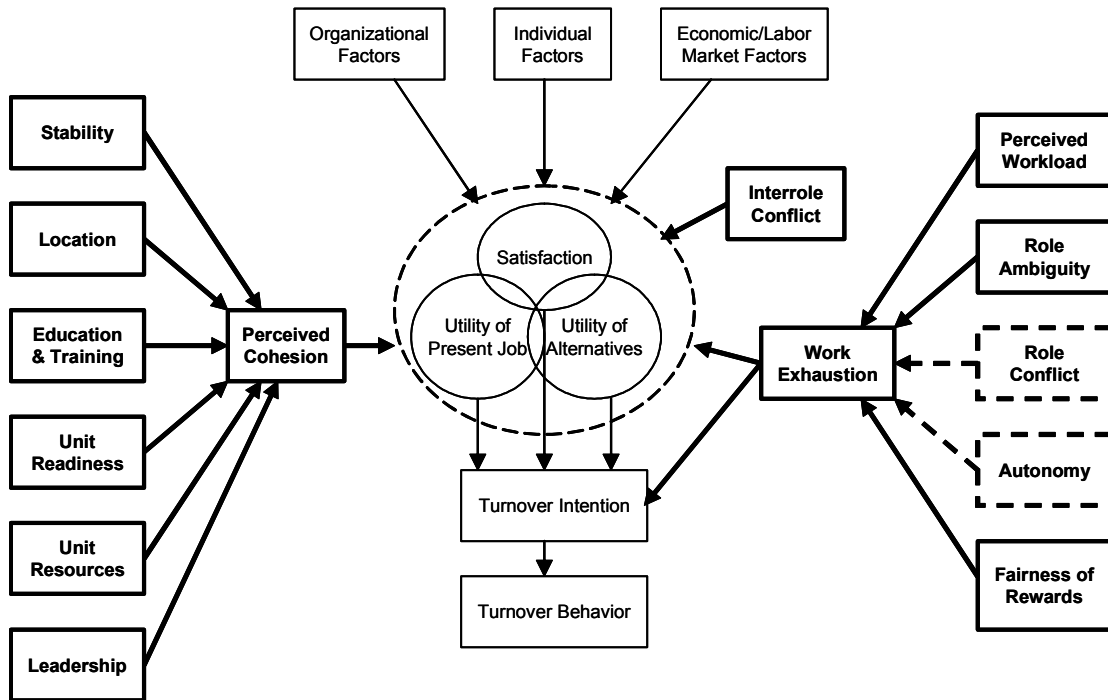 Organizational
Factors
Individual
Factors
Economic/Labor
Market Factors
Stability
Location
Education
& Training
Unit
Readiness
Unit
Resources
Leadership
Perceived
Cohesion
Satisfaction
Utility of
Present Job
Utility of
Alternatives
Interrole
Conflict
Work
Exhaustion
Perceived
Workload
Role
Ambiguity
Role
Conflict
Autonomy
Fairness of
Rewards
Turnover Intention
Turnover Behavior